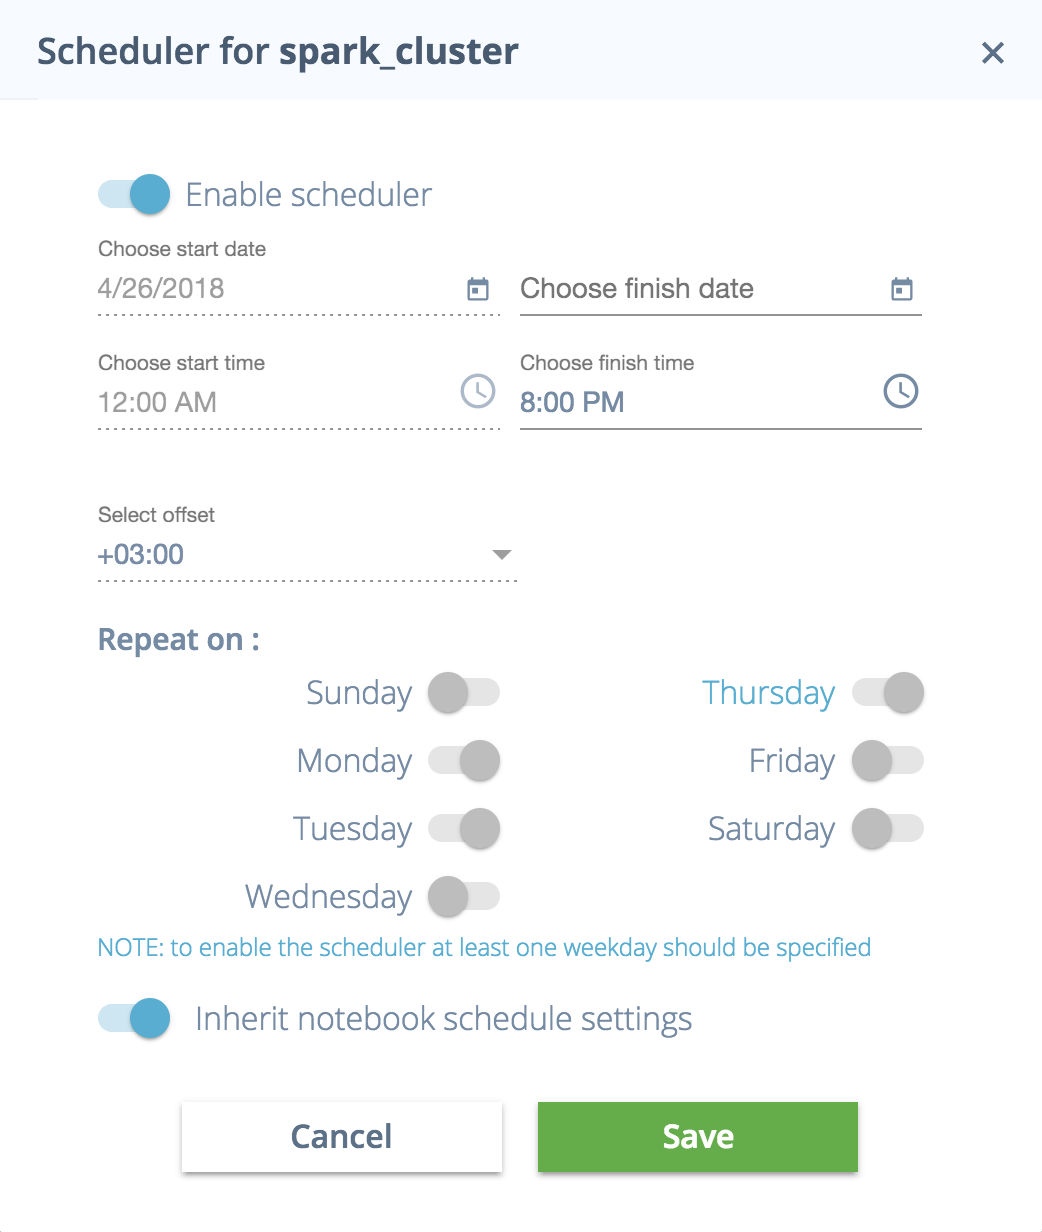 Scheduler for spark_cluster
Enable scheduler
Choose start date
4/26/2018
Choose finish date
Choose start time
12:00 AM
Choose finish time
8:00 PM
Select offset
+03:00
Repeat on :
Sunday
Thursday
Monday
Friday
Tuesday
Saturday
Wednesday
NOTE: to enable the scheduler at least one weekday should be specified
Inherit notebook schedule settings
Cancel
Save